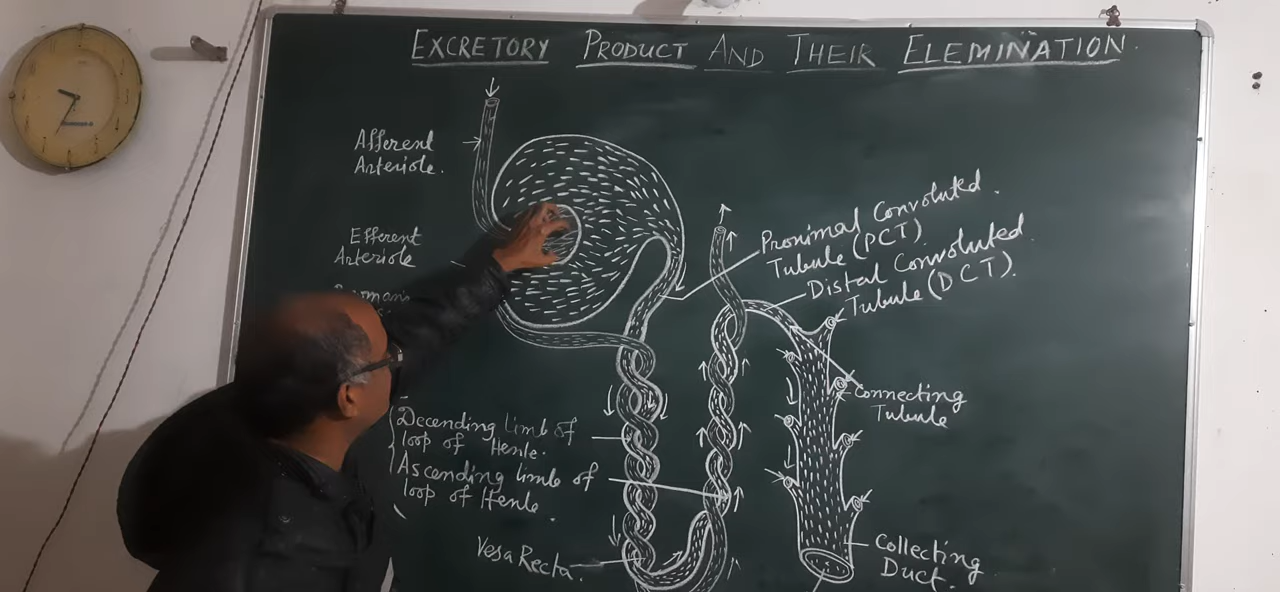 EXCRETORY PRODUCT AND THEIR ELEMINATION.
Afferent
Arteriole.
Efferent
Arteriole
Proximal Convoluted.
Tubule (PCT)
Distal Convoluted
Tubule (DCT).
Connecting
Tubule
Decending limb of
loop of Henle.
Ascending limb of
loop of Henle.
Vesa Recta.
Collecting
Duct.